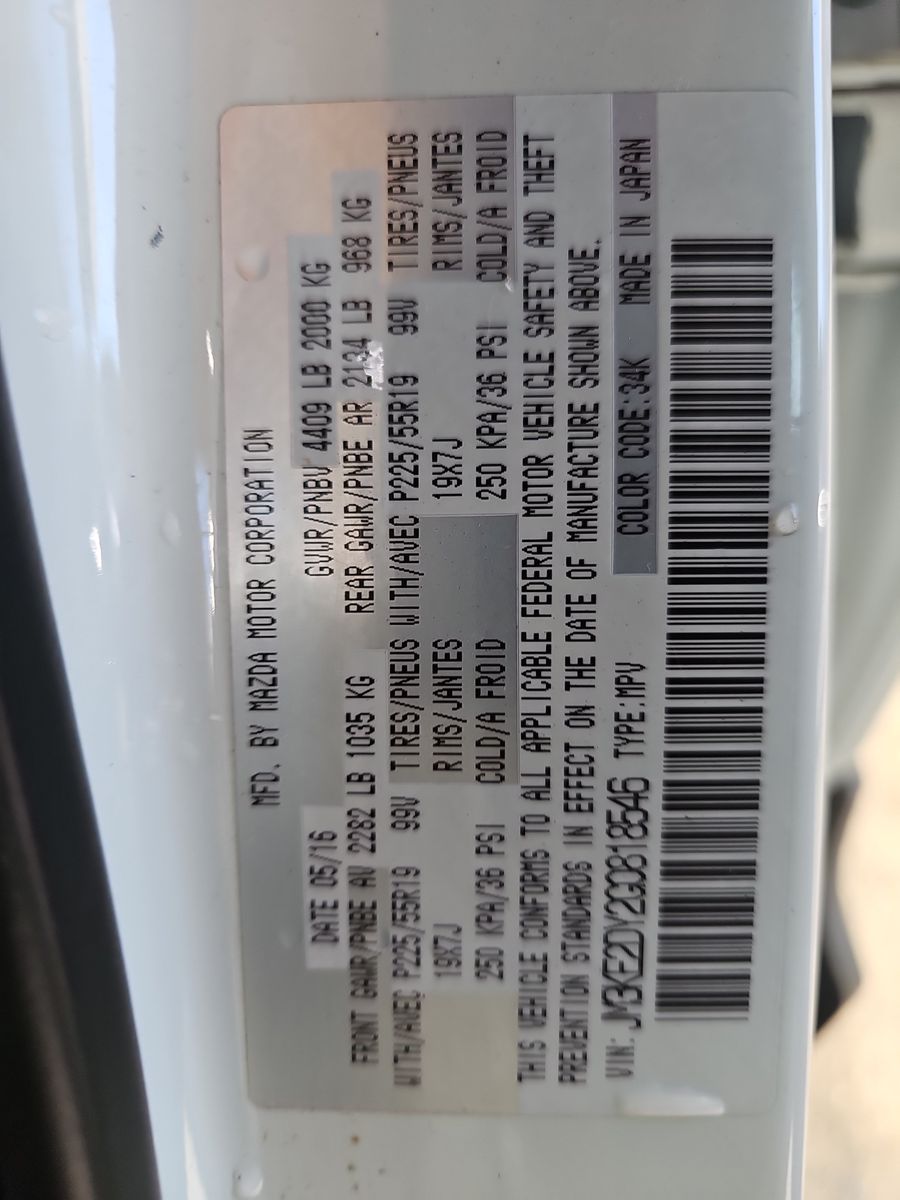 MFD. BY MAZDA MOTOR CORPORATION
DATE 05/16 GVWR/PNBV 4409 LB 2000 KG
FRONT GAWR/PNBE AV 2282 LB 1035 KG REAR GAWR/PNBE AR 2134 LB 968 KG
WITH/AVEC P225/55R19 99V TIRES/PNEUS WITH/AVEC P225/55R19 99V TIRES/PNEUS
19X7J RIMS/JANTES 19X7J RIMS/JANTES
250 KPA/36 PSI COLD/A FROID 250 KPA/36 PSI COLD/A FROID
THIS VEHICLE CONFORMS TO ALL APPLICABLE FEDERAL MOTOR VEHICLE SAFETY AND THEFT
PREVENTION STANDARDS IN EFFECT ON THE DATE OF MANUFACTURE SHOWN ABOVE.
VIN: JM3KE2DY2G0818546 TYPE:MPV COLOR CODE:34K MADE IN JAPAN